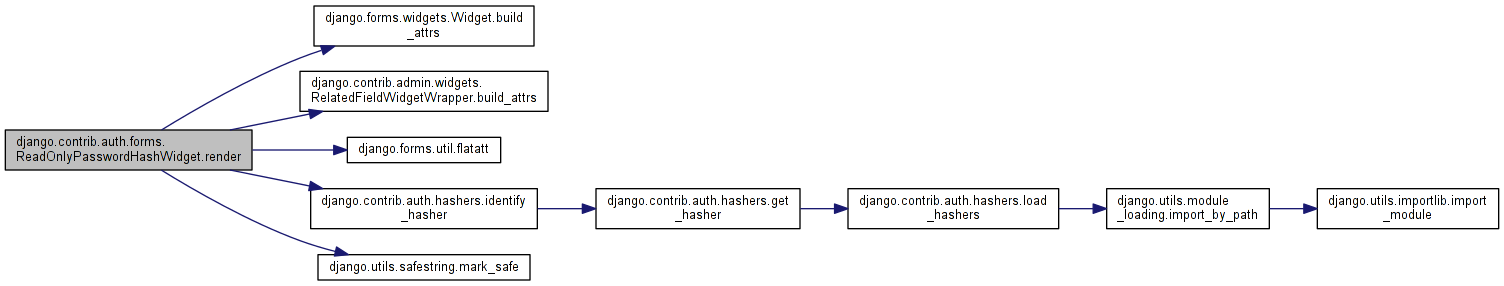 django.forms.widgets.Widget.build
_attrs
django.contrib.admin.widgets.
RelatedFieldWidgetWrapper.build_attrs
django.contrib.auth.forms.
ReadOnlyPasswordHashWidget.render
django.forms.util.flatatt
django.contrib.auth.hashers.identify
_hasher
django.contrib.auth.hashers.get
_hasher
django.contrib.auth.hashers.load
_hashers
django.utils.module
_loading.import_by_path
django.utils.importlib.import
_module
django.utils.safestring.mark_safe